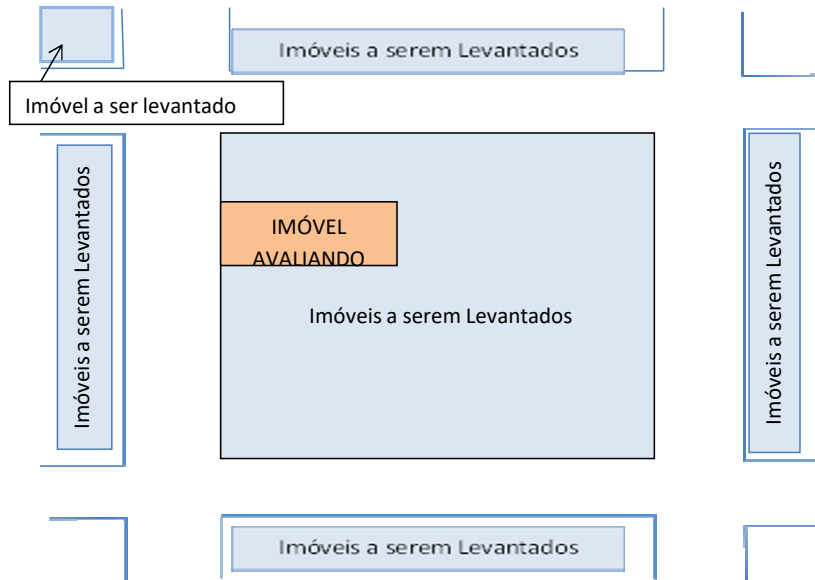 Imóveis a serem Levantados
Imóvel a ser levantado
Imóveis a serem Levantados
IMÓVEL
AVALIANDO
Imóveis a serem Levantados
Imóveis a serem Levantados
Imóveis a serem Levantados